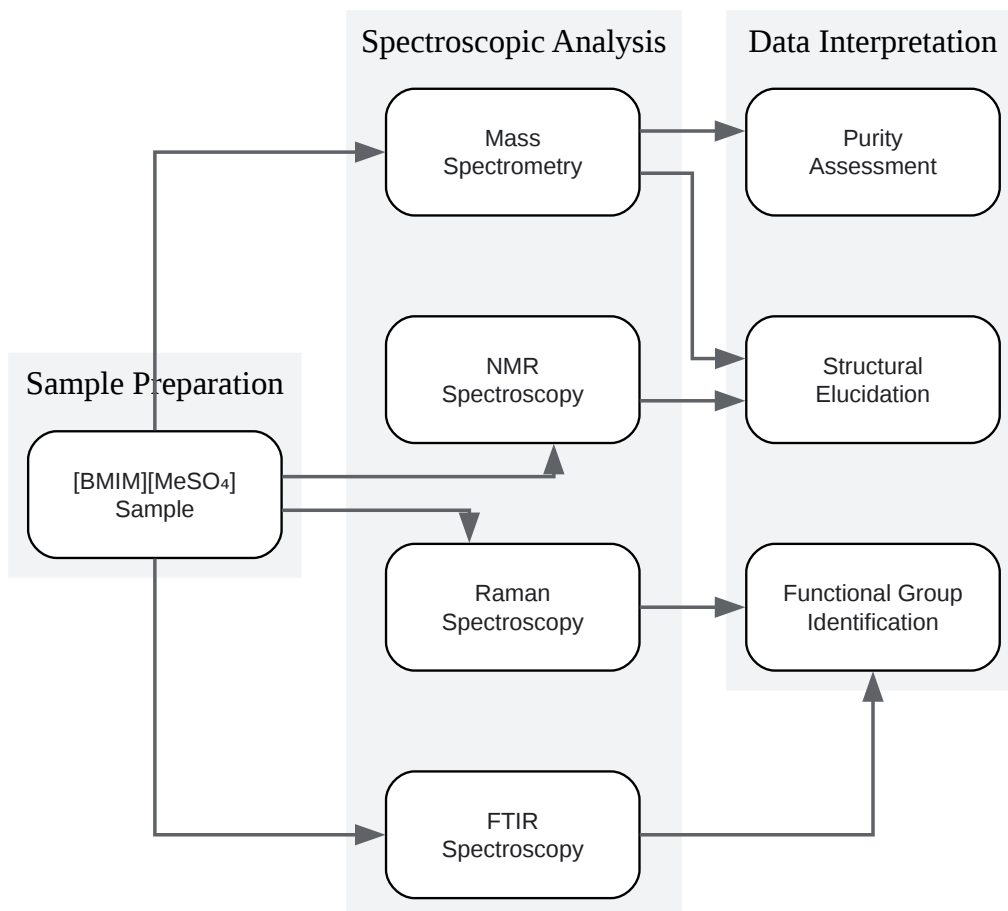 Spectroscopic Analysis
Data Interpretation
Mass
Spectrometry
Purity
Assessment
NMR
Spectroscopy
Structural
Elucidation
Sample Preparation
[BMIM][MeSO₄]
Sample
Raman
Spectroscopy
Functional Group
Identification
FTIR
Spectroscopy